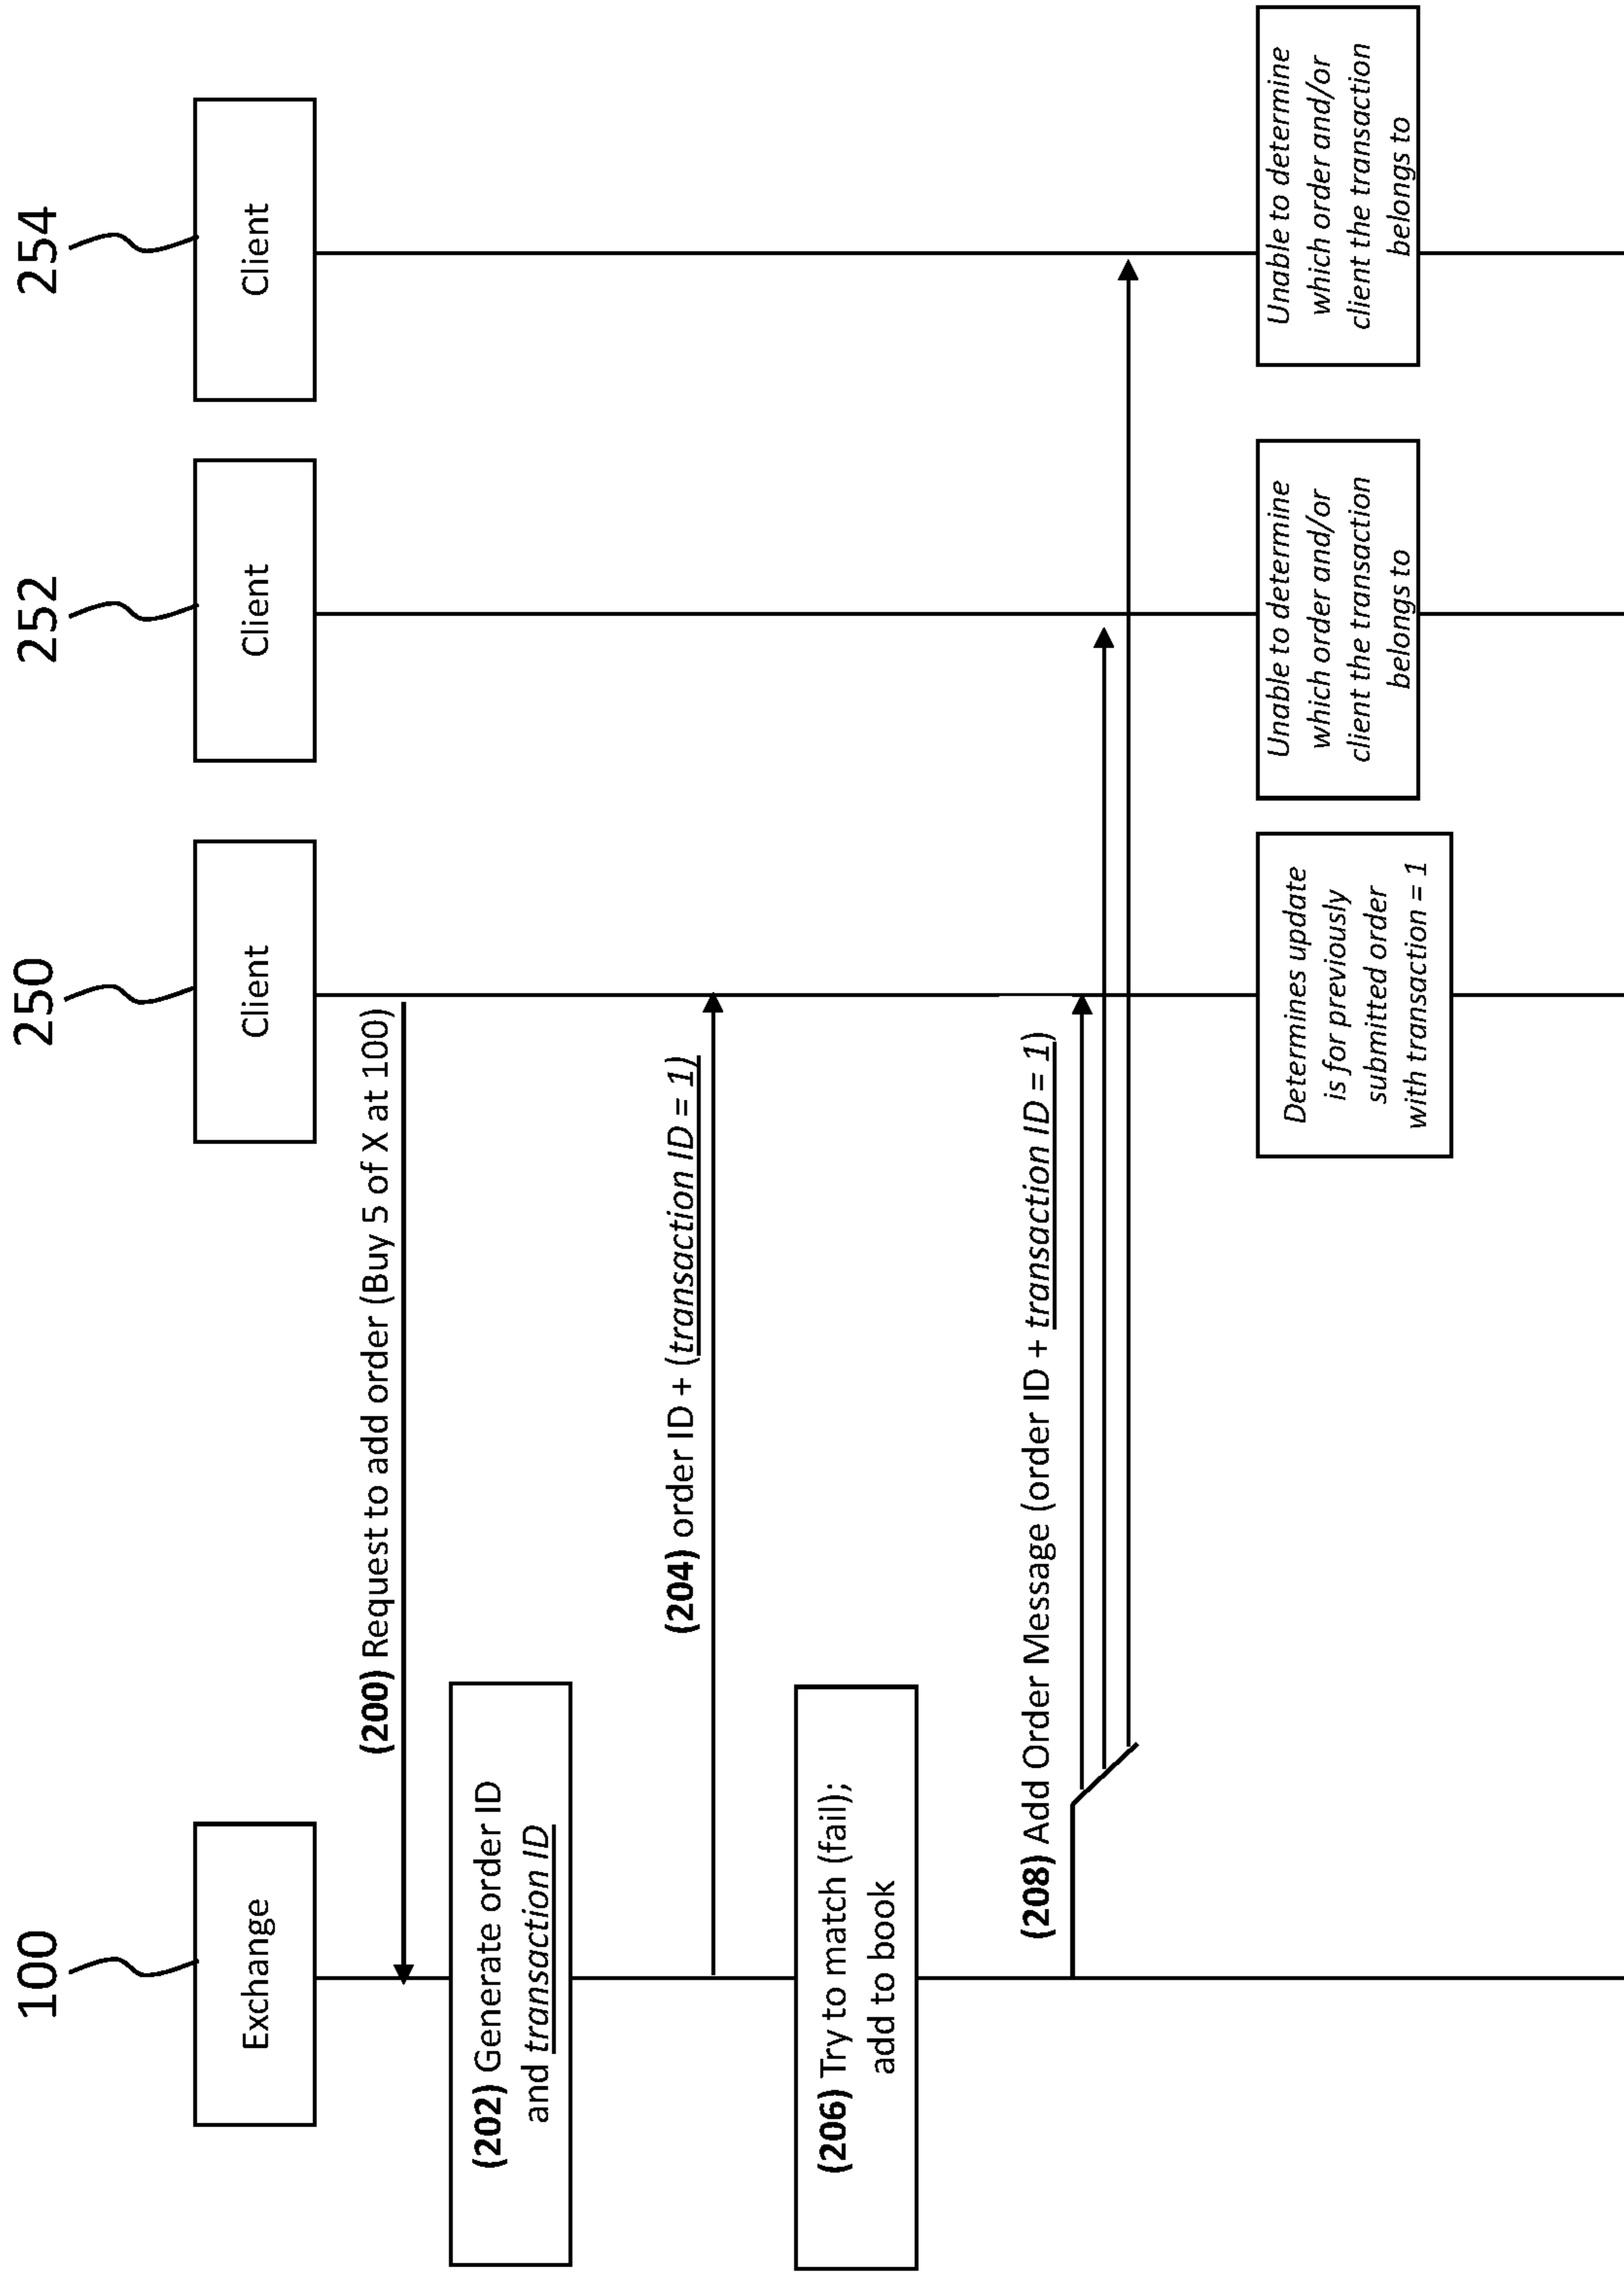 100
250
252
254
Exchange
Client
Client
Client
(200) Request to add order (Buy 5 of X at 100)
(202) Generate order ID
and transaction ID
(204) order ID + (transaction ID = 1)
(206) Try to match (fail);
add to book
(208) Add Order Message (order ID + transaction ID = 1)
Determines update
is for previously
submitted order
with transaction = 1
Unable to determine
which order and/or
client the transaction
belongs to
Unable to determine
which order and/or
client the transaction
belongs to